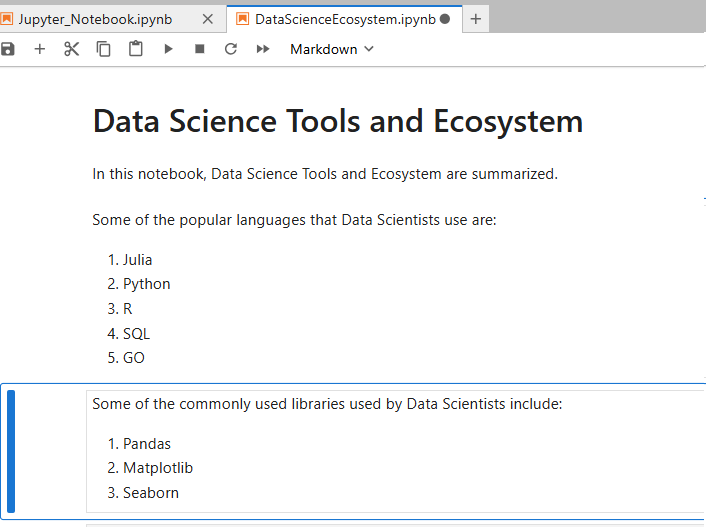 Jupyter_Notebook.ipynb
DataScienceEcosystem.ipynb
Markdown
Data Science Tools and Ecosystem
In this notebook, Data Science Tools and Ecosystem are summarized.
Some of the popular languages that Data Scientists use are:
1. Julia
2. Python
3. R
4. SQL
5. GO
Some of the commonly used libraries used by Data Scientists include:
1. Pandas
2. Matplotlib
3. Seaborn